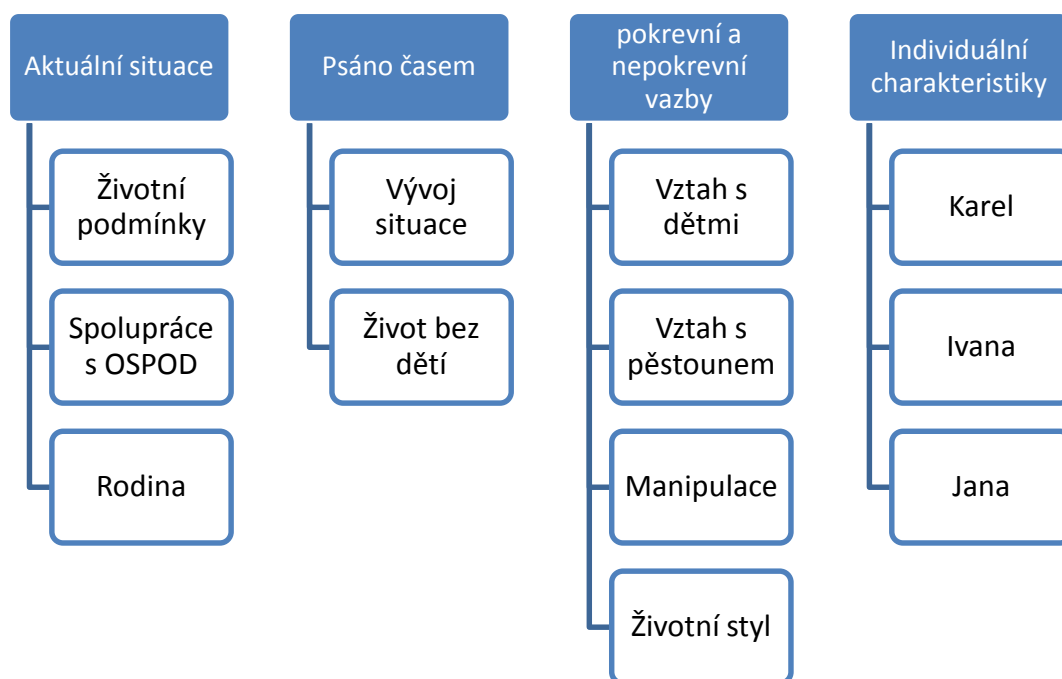 Aktuální situace
Životní
podmínky
Spolupráce
s OSPOD
Rodina
Psáno časem
Vývoj
situace
Život bez
dětí
pokrevní a
nepokrevní
vazby
Vztah s
dětmi
Vztah s
pěstounem
Manipulace
Životní styl
Individuální
charakteristiky
Karel
Ivana
Jana